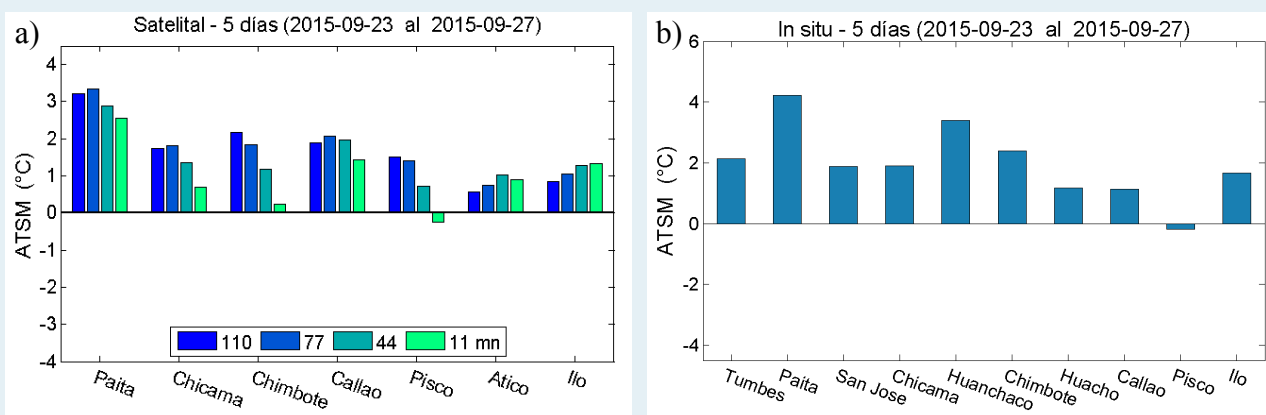 a) Satelital - 5 días (2015-09-23 al 2015-09-27)
ATSM (°C)
4
3
2
1
0
-1
-2
-3
-4
110 77 44 11 mn
Paita Chicama Chimbote Callao Pisco Atico Ilo
b) In situ - 5 días (2015-09-23 al 2015-09-27)
ATSM (°C)
6
4
2
0
-2
-4
Tumbes Paita San Jose Chicama Huanchaco Chimbote Huacho Callao Pisco Ilo